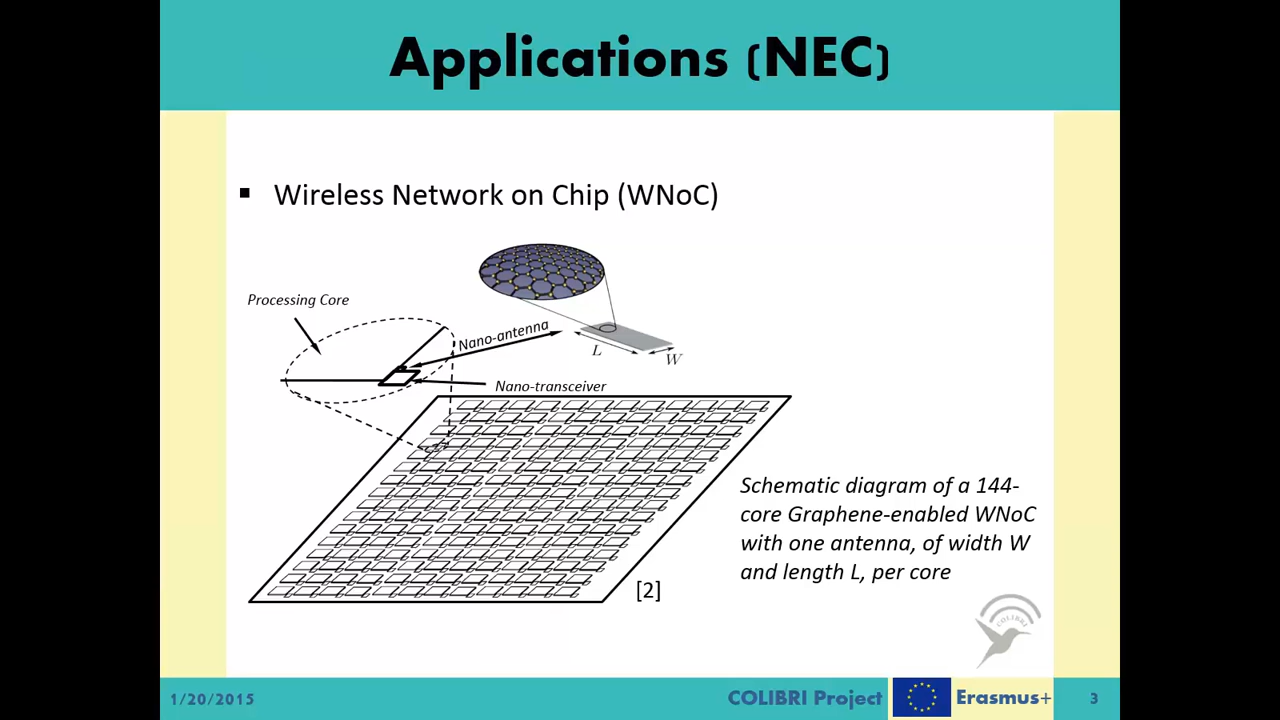 Applications (NEC)
▪ Wireless Network on Chip (WNoC)
Processing Core
Nano-antenna
L
W
Nano-transceiver
Schematic diagram of a 144-
core Graphene-enabled WNoC
with one antenna, of width W
and length L, per core
[2]
COLIBRI
1/20/2015
COLIBRI Project
Erasmus+
3